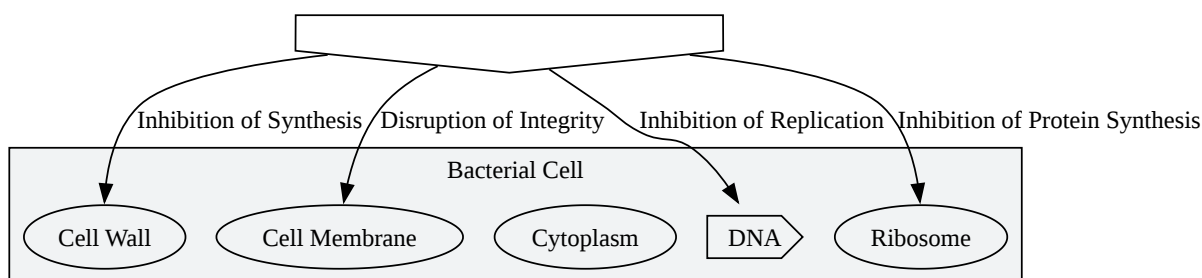 Inhibition of Synthesis
Disruption of Integrity
Inhibition of Replication
Inhibition of Protein Synthesis
Bacterial Cell
Cell Wall
Cell Membrane
Cytoplasm
DNA
Ribosome